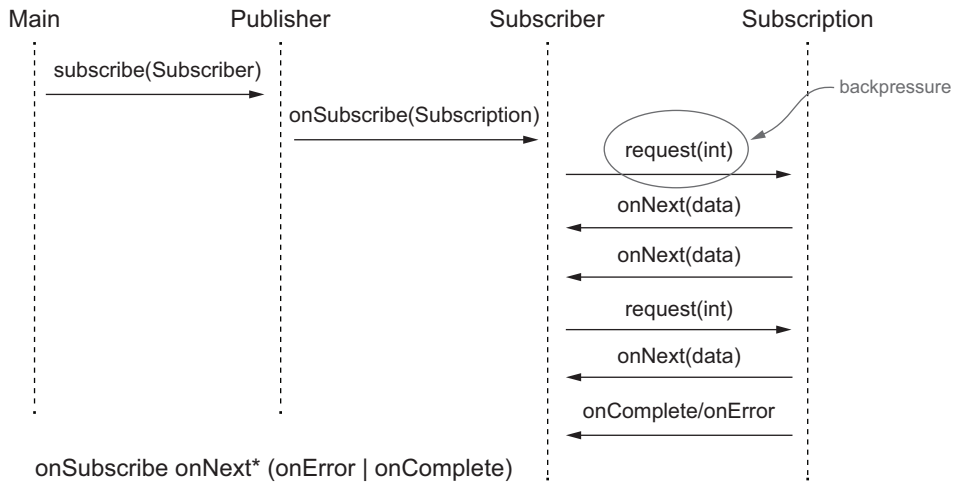 Main Publisher Subscriber Subscription
subscribe(Subscriber)
backpressure
onSubscribe(Subscription)
request(int)
onNext(data)
onNext(data)
request(int)
onNext(data)
onComplete/onError
onSubscribe onNext* (onError | onComplete)